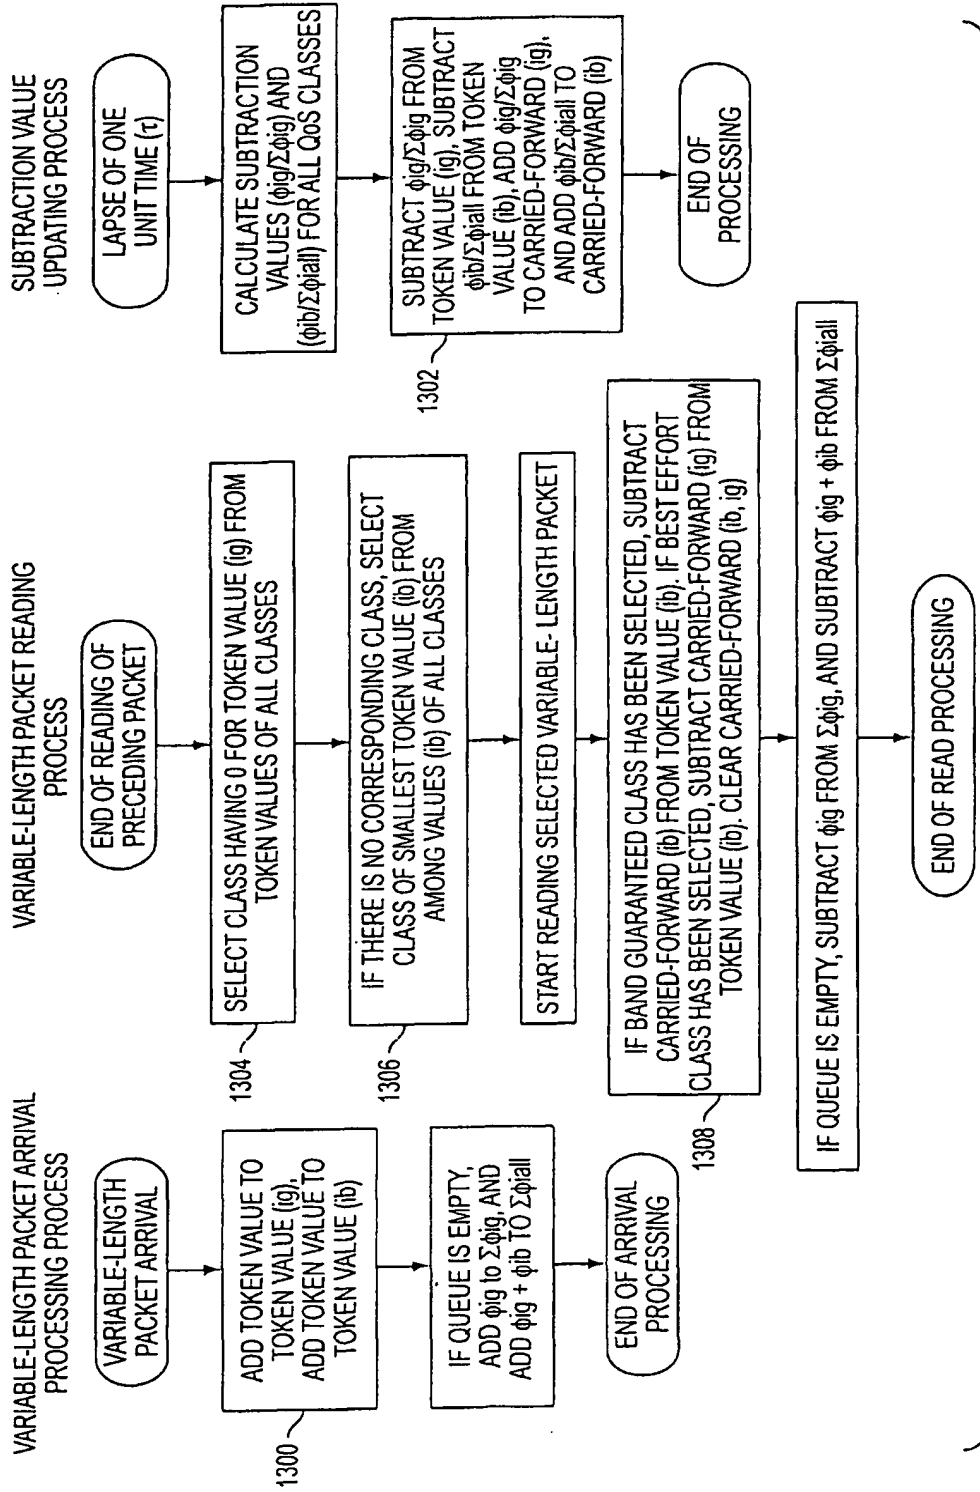 VARIABLE-LENGTH PACKET ARRIVAL
PROCESSING PROCESS
VARIABLE-LENGTH
PACKET ARRIVAL
1300
ADD TOKEN VALUE TO
TOKEN VALUE (ig),
ADD TOKEN VALUE TO
TOKEN VALUE (ib)
IF QUEUE IS EMPTY,
ADD ϕig to Σϕig, AND
ADD ϕig + ϕib TO Σϕiall
END OF ARRIVAL
PROCESSING
VARIABLE-LENGTH PACKET READING
PROCESS
END OF READING OF
PRECEDING PACKET
1304
SELECT CLASS HAVING 0 FOR TOKEN VALUE (ig) FROM
TOKEN VALUES OF ALL CLASSES
1306
IF THERE IS NO CORRESPONDING CLASS, SELECT
CLASS OF SMALLEST TOKEN VALUE (ib) FROM
AMONG VALUES (ib) OF ALL CLASSES
START READING SELECTED VARIABLE- LENGTH PACKET
1308
IF BAND GUARANTEED CLASS HAS BEEN SELECTED, SUBTRACT
CARRIED-FORWARD (ib) FROM TOKEN VALUE (ib). IF BEST EFFORT
CLASS HAS BEEN SELECTED, SUBTRACT CARRIED-FORWARD (ig) FROM
TOKEN VALUE (ib). CLEAR CARRIED-FORWARD (ib, ig)
IF QUEUE IS EMPTY, SUBTRACT ϕig FROM Σϕig, AND SUBTRACT ϕig + ϕib FROM Σϕiall
END OF READ PROCESSING
SUBTRACTION VALUE
UPDATING PROCESS
LAPSE OF ONE
UNIT TIME (τ)
CALCULATE SUBTRACTION
VALUES (ϕig/Σϕig) AND
(ϕib/Σϕiall) FOR ALL QoS CLASSES
1302
SUBTRACT ϕig/Σϕig FROM
TOKEN VALUE (ig), SUBTRACT
ϕib/Σϕiall FROM TOKEN
VALUE (ib), ADD ϕig/Σϕig
TO CARRIED-FORWARD (ig),
AND ADD ϕib/Σϕiall TO
CARRIED-FORWARD (ib)
END OF
PROCESSING